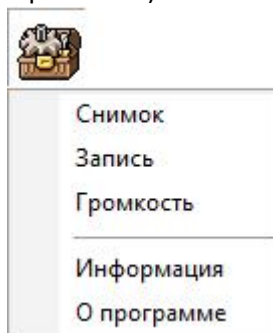 Снимок
Запись
Громкость
Информация
О программе